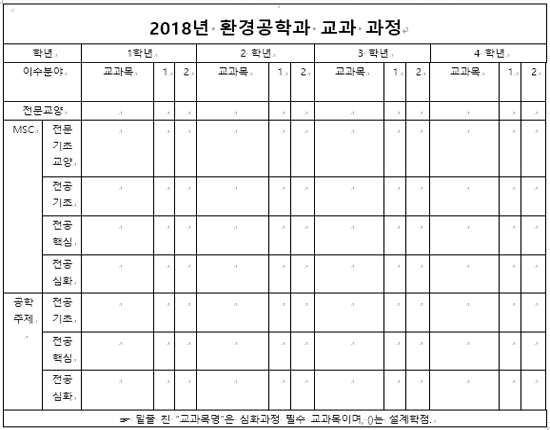 2018년 환경공학과 교과 과정
학년 1학년 2 학년 3 학년 4 학년
이수분야 교과목 1 2 교과목 1 2 교과목 1 2 교과목 1 2
전문교양
MSC 전문
기초
교양
전공
기초
전공
핵심
전공
심화
공학 전공
주제 기초
전공
핵심
전공
심화
☞ 밑줄 친 "교과목명"은 심화과정 필수 교과목이며, ()는 설계학점.